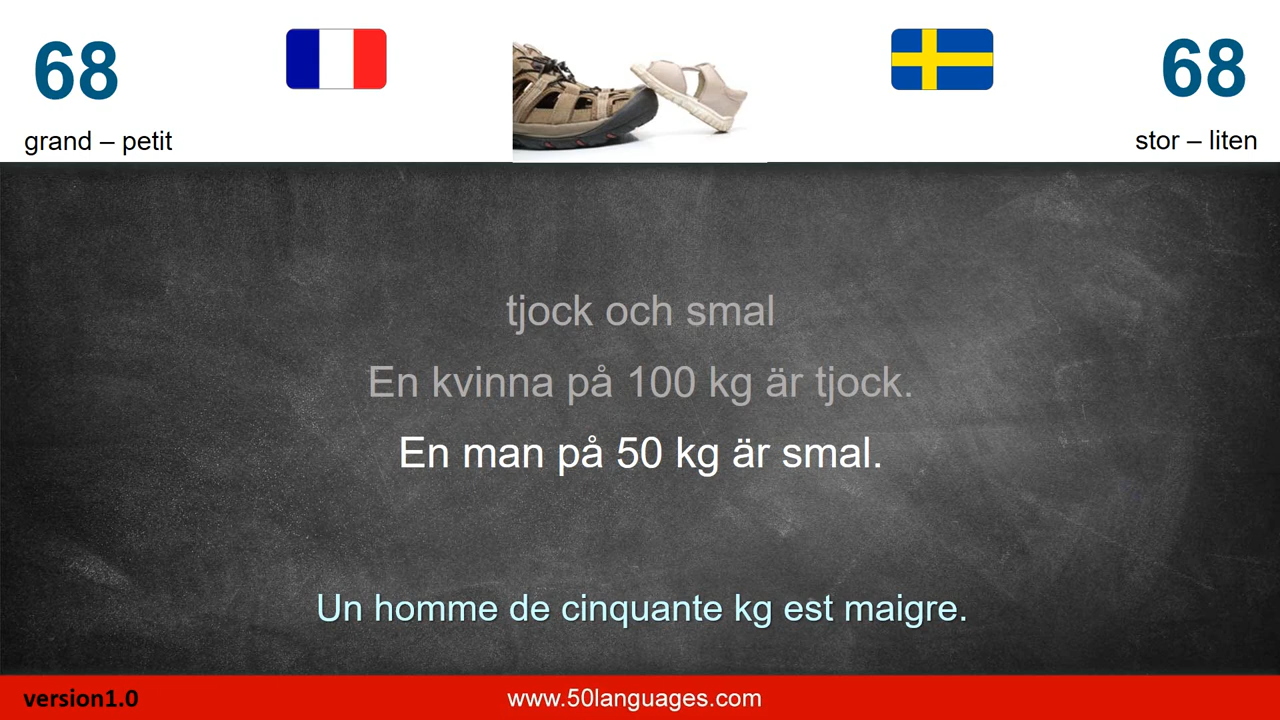 68
68
grand – petit
stor – liten
tjock och smal
En kvinna på 100 kg är tjock.
En man på 50 kg är smal.
Un homme de cinquante kg est maigre.
version1.0
www.50languages.com